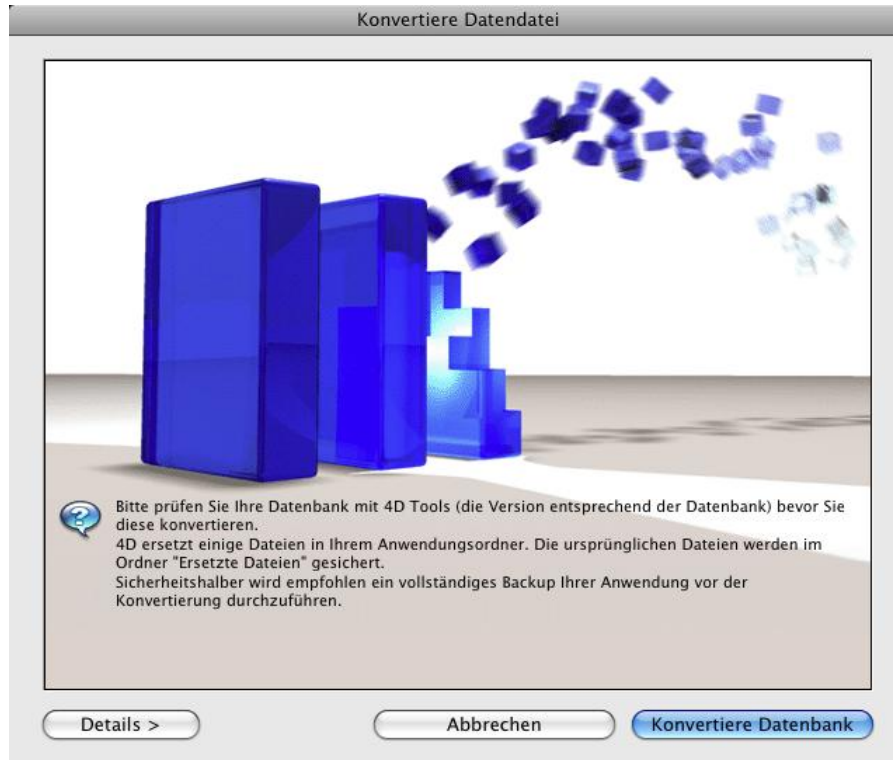 Konvertiere Datendatei
Bitte prüfen Sie Ihre Datenbank mit 4D Tools (die Version entsprechend der Datenbank) bevor Sie
diese konvertieren.
4D ersetzt einige Dateien in Ihrem Anwendungsordner. Die ursprünglichen Dateien werden im
Ordner "Ersetzte Dateien" gesichert.
Sicherheitshalber wird empfohlen ein vollständiges Backup Ihrer Anwendung vor der
Konvertierung durchzuführen.
Details >
Abbrechen
Konvertiere Datenbank